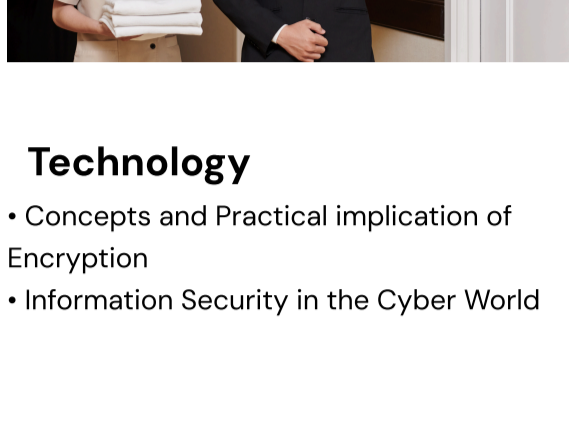 Technology
• Concepts and Practical implication of
Encryption
• Information Security in the Cyber World